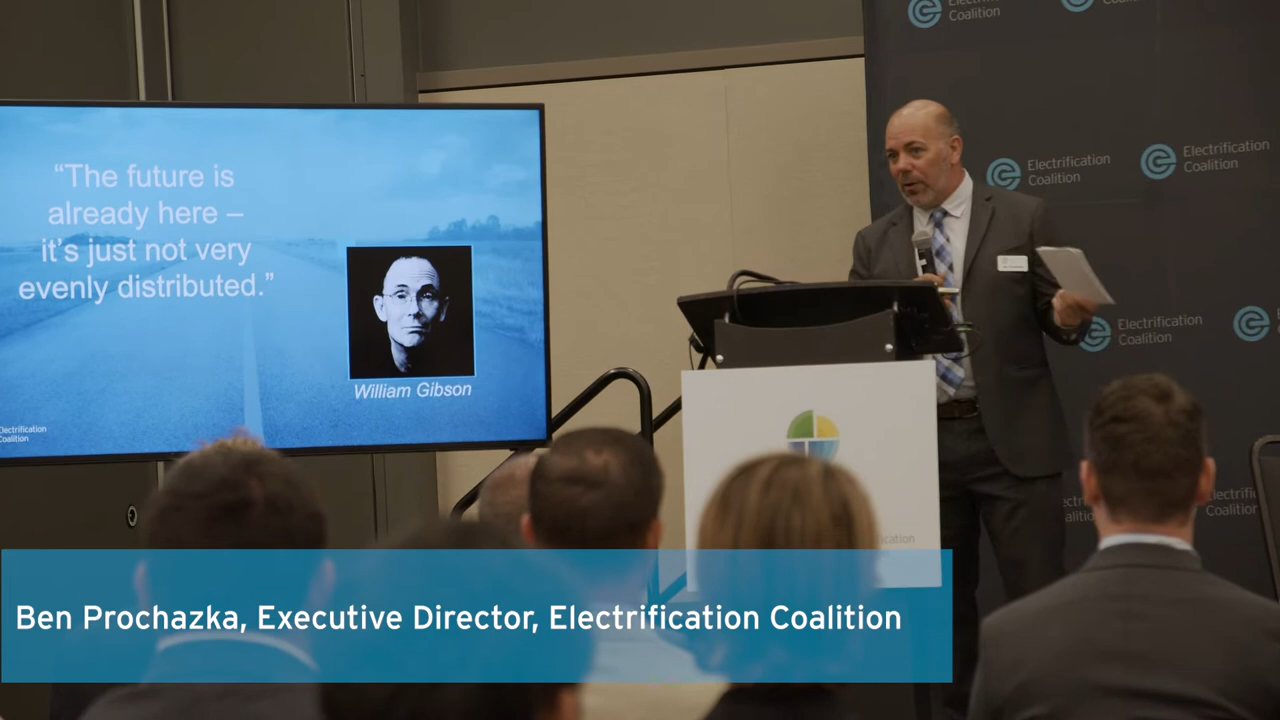 “The future is
already here –
it’s just not very
evenly distributed.”
William Gibson
Electrification
Coalition
Electrification
Coalition
Electrification
Coalition
Electrification
Coalition
Electrification
Coalition
Ben Prochazka, Executive Director, Electrification Coalition